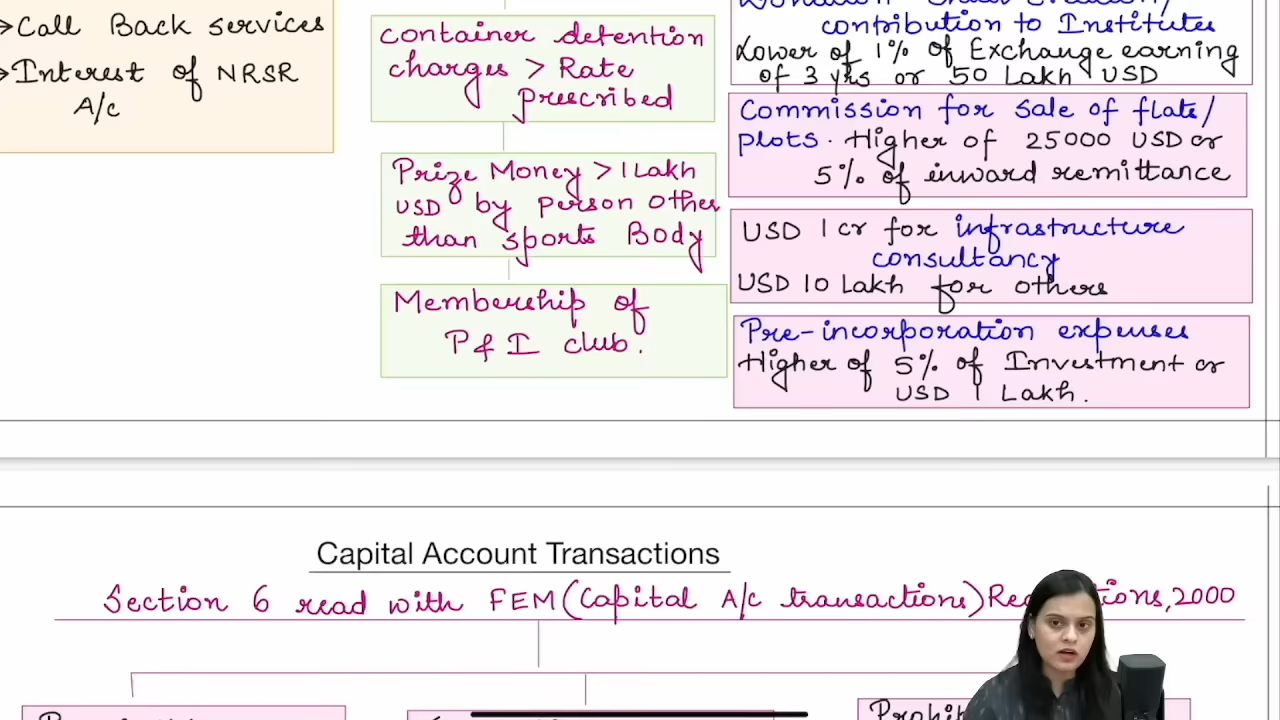 →Call Back services
→Interest of NRSR
A/c
container detention
charges > Rate
prescribed
Prize Money > 1 Lakh
USD by person other
than sports Body
Membership of
P & I club.
contribution to Institutes
Lower of 1% of Exchange earning
of 3 yrs or 50 Lakh USD
Commission for sale of flats/
plots. Higher of 25000 USD or
5% of inward remittance
USD 1 cr for infrastructure
consultancy
USD 10 Lakh for others
Pre-incorporation expenses
Higher of 5% of Investment or
USD 1 Lakh.
Capital Account Transactions
Section 6 read with FEM (Capital A/c transactions) Re tions, 2000
Prohib